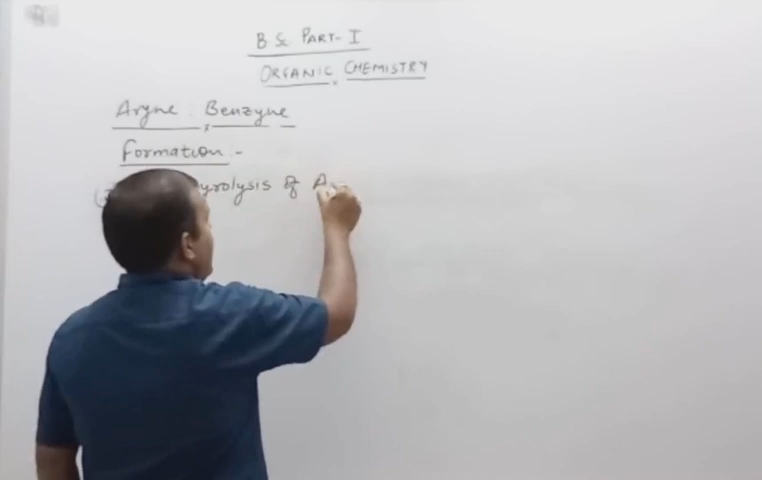 B Sc PART-I
ORGANIC CHEMISTRY
Aryne Benzyne
Formation -
yrolysis of A